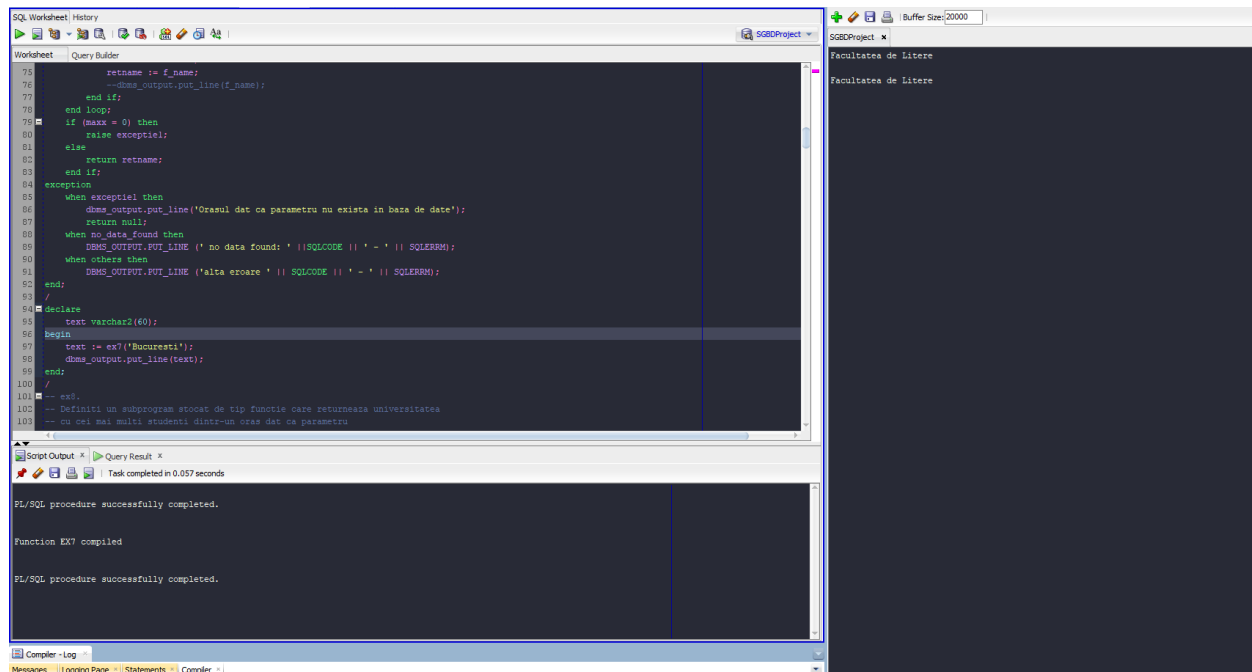 SQL Worksheet History
SGBDProject
Worksheet Query Builder
75 retname := f_name;
76 --dbms_output.put_line(f_name);
77 end if;
78 end loop;
79 if (maxx = 0) then
80 raise exceptie1;
81 else
82 return retname;
83 end if;
84 exception
85 when exceptie1 then
86 dbms_output.put_line('Orasul dat ca parametru nu exista in baza de date');
87 return null;
88 when no_data_found then
89 DBMS_OUTPUT.PUT_LINE (' no data found: ' ||SQLCODE || ' - ' || SQLERRM);
90 when others then
91 DBMS_OUTPUT.PUT_LINE ('alta eroare ' || SQLCODE || ' - ' || SQLERRM);
92 end;
93 /
94 declare
95 text varchar2(60);
96 begin
97 text := ex7('Bucuresti');
98 dbms_output.put_line(text);
99 end;
100 /
101 -- ex8.
102 -- Definiti un subprogram stocat de tip functie care returneaza universitatea
103 -- cu cei mai multi studenti dintr-un oras dat ca parametru
Script Output x Query Result x
Task completed in 0.057 seconds
PL/SQL procedure successfully completed.
Function EX7 compiled
PL/SQL procedure successfully completed.
Compiler - Log
Messages Logging Page Statements Compiler
Buffer Size: 20000
SGBDProject x
Facultatea de Litere
Facultatea de Litere